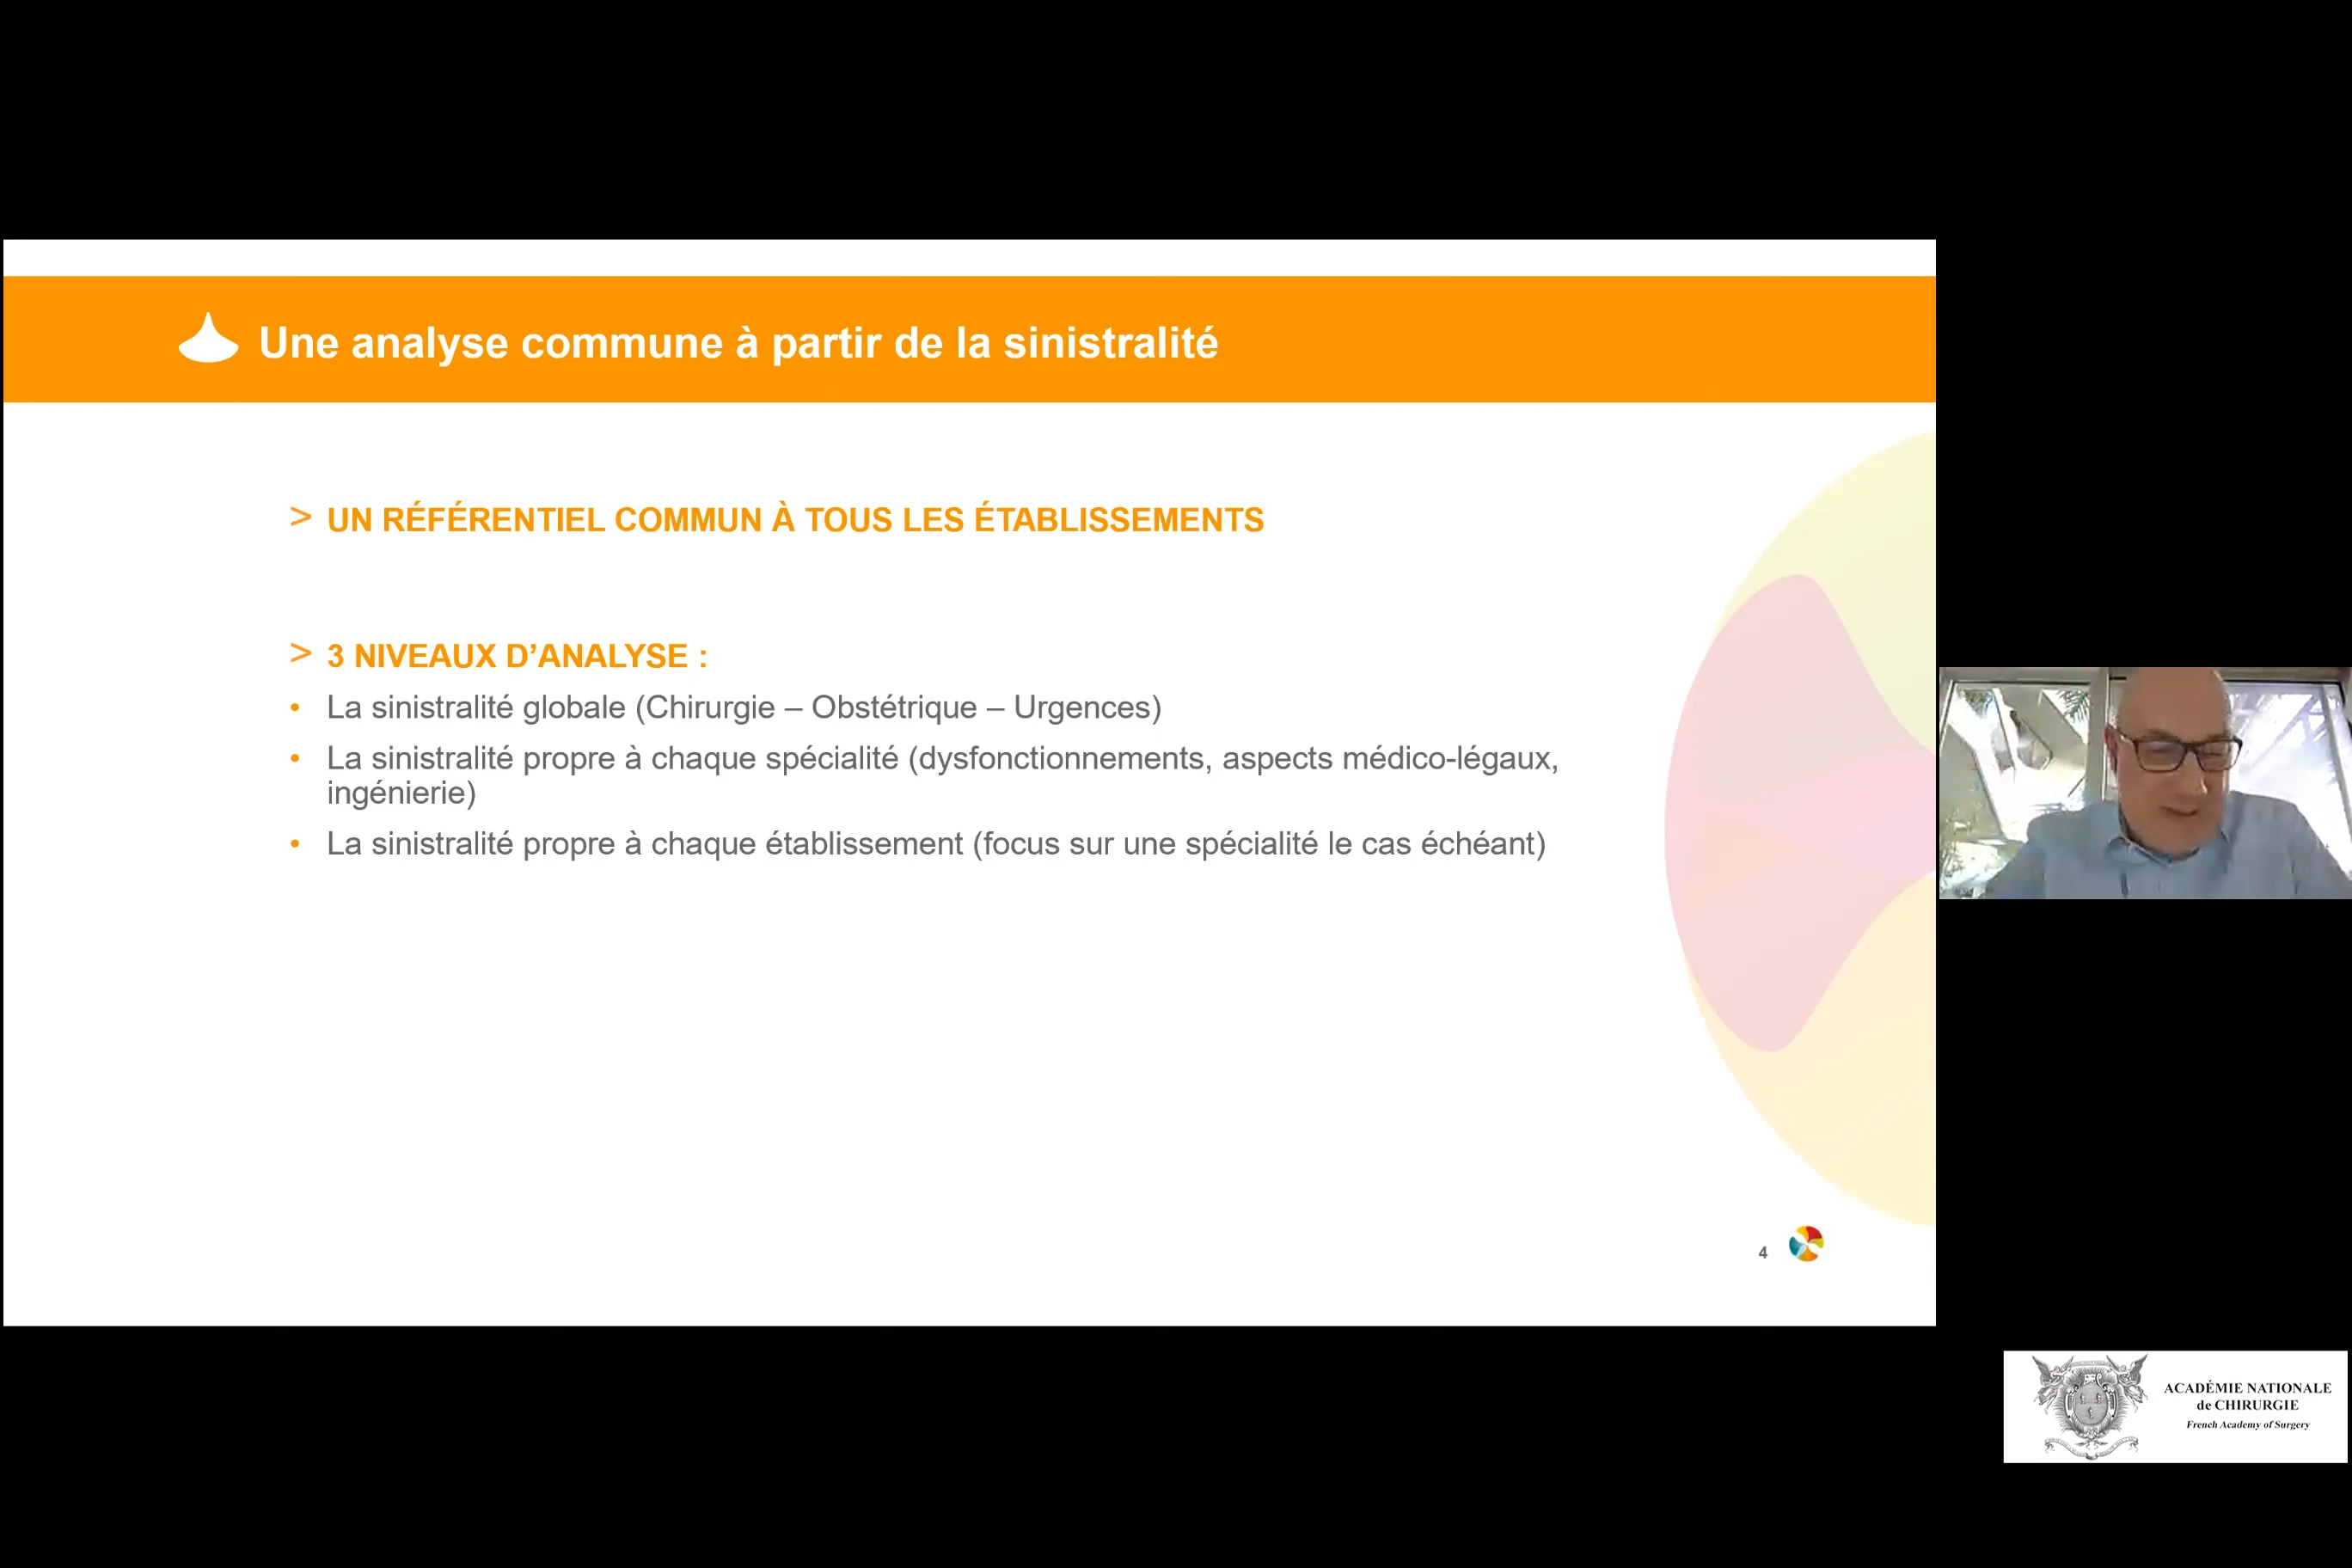 Une analyse commune à partir de la sinistralité
> UN RÉFÉRENTIEL COMMUN À TOUS LES ÉTABLISSEMENTS
> 3 NIVEAUX D’ANALYSE :
• La sinistralité globale (Chirurgie – Obstétrique – Urgences)
• La sinistralité propre à chaque spécialité (dysfonctionnements, aspects médico-légaux,
ingénierie)
• La sinistralité propre à chaque établissement (focus sur une spécialité le cas échéant)
4
ACADÉMIE NATIONALE
de CHIRURGIE
French Academy of Surgery